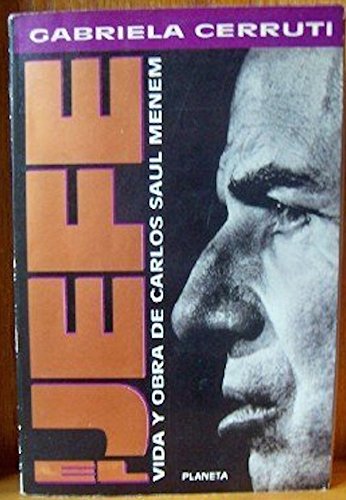 GABRIELA CERRUTI
EL JEFE
VIDA Y OBRA DE CARLOS SAUL MENEM
PLANETA